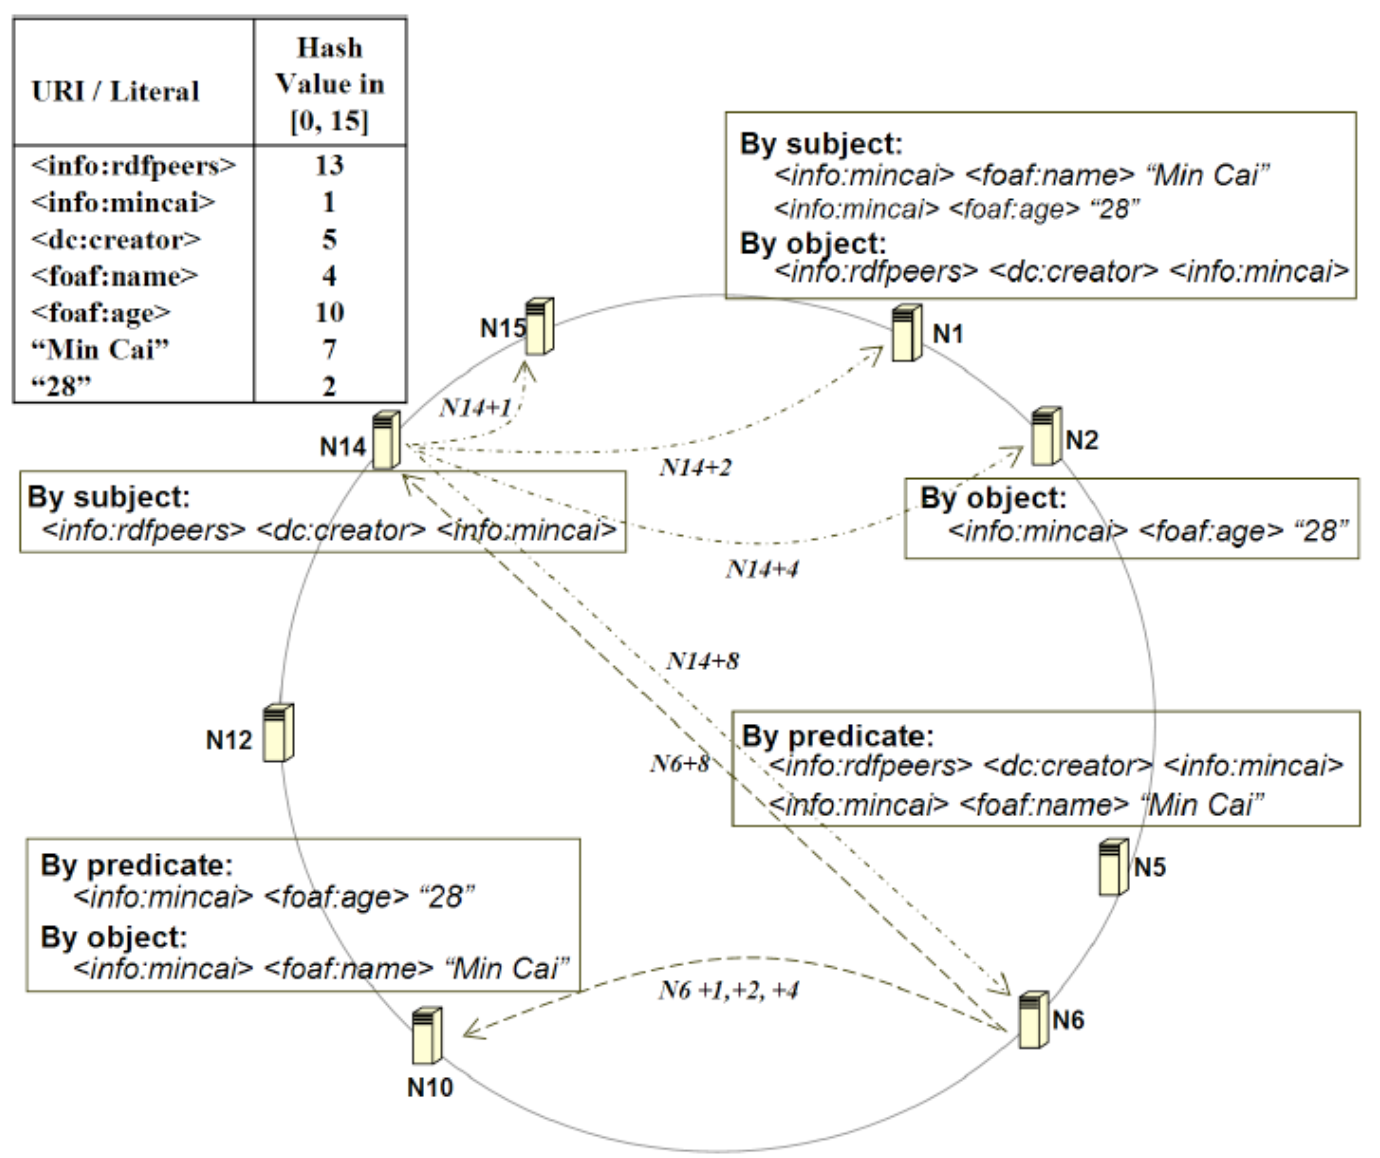 URI / Literal
Hash
Value in
[0, 15]
<info:rdfpeers> 13
<info:mincai> 1
<dc:creator> 5
<foaf:name> 4
<foaf:age> 10
“Min Cai” 7
“28” 2
By subject:
<info:mincai> <foaf:name> “Min Cai”
<info:mincai> <foaf:age> “28”
By object:
<info:rdfpeers> <dc:creator> <info:mincai>
N15
N1
N14+1
N14
N14+2
N2
By subject:
<info:rdfpeers> <dc:creator> <info:mincai>
By object:
<info:mincai> <foaf:age> “28”
N14+4
N14+8
N12
N6+8
By predicate:
<info:rdfpeers> <dc:creator> <info:mincai>
<info:mincai> <foaf:name> “Min Cai”
By predicate:
<info:mincai> <foaf:age> “28”
By object:
<info:mincai> <foaf:name> “Min Cai”
N5
N6 +1,+2, +4
N6
N10